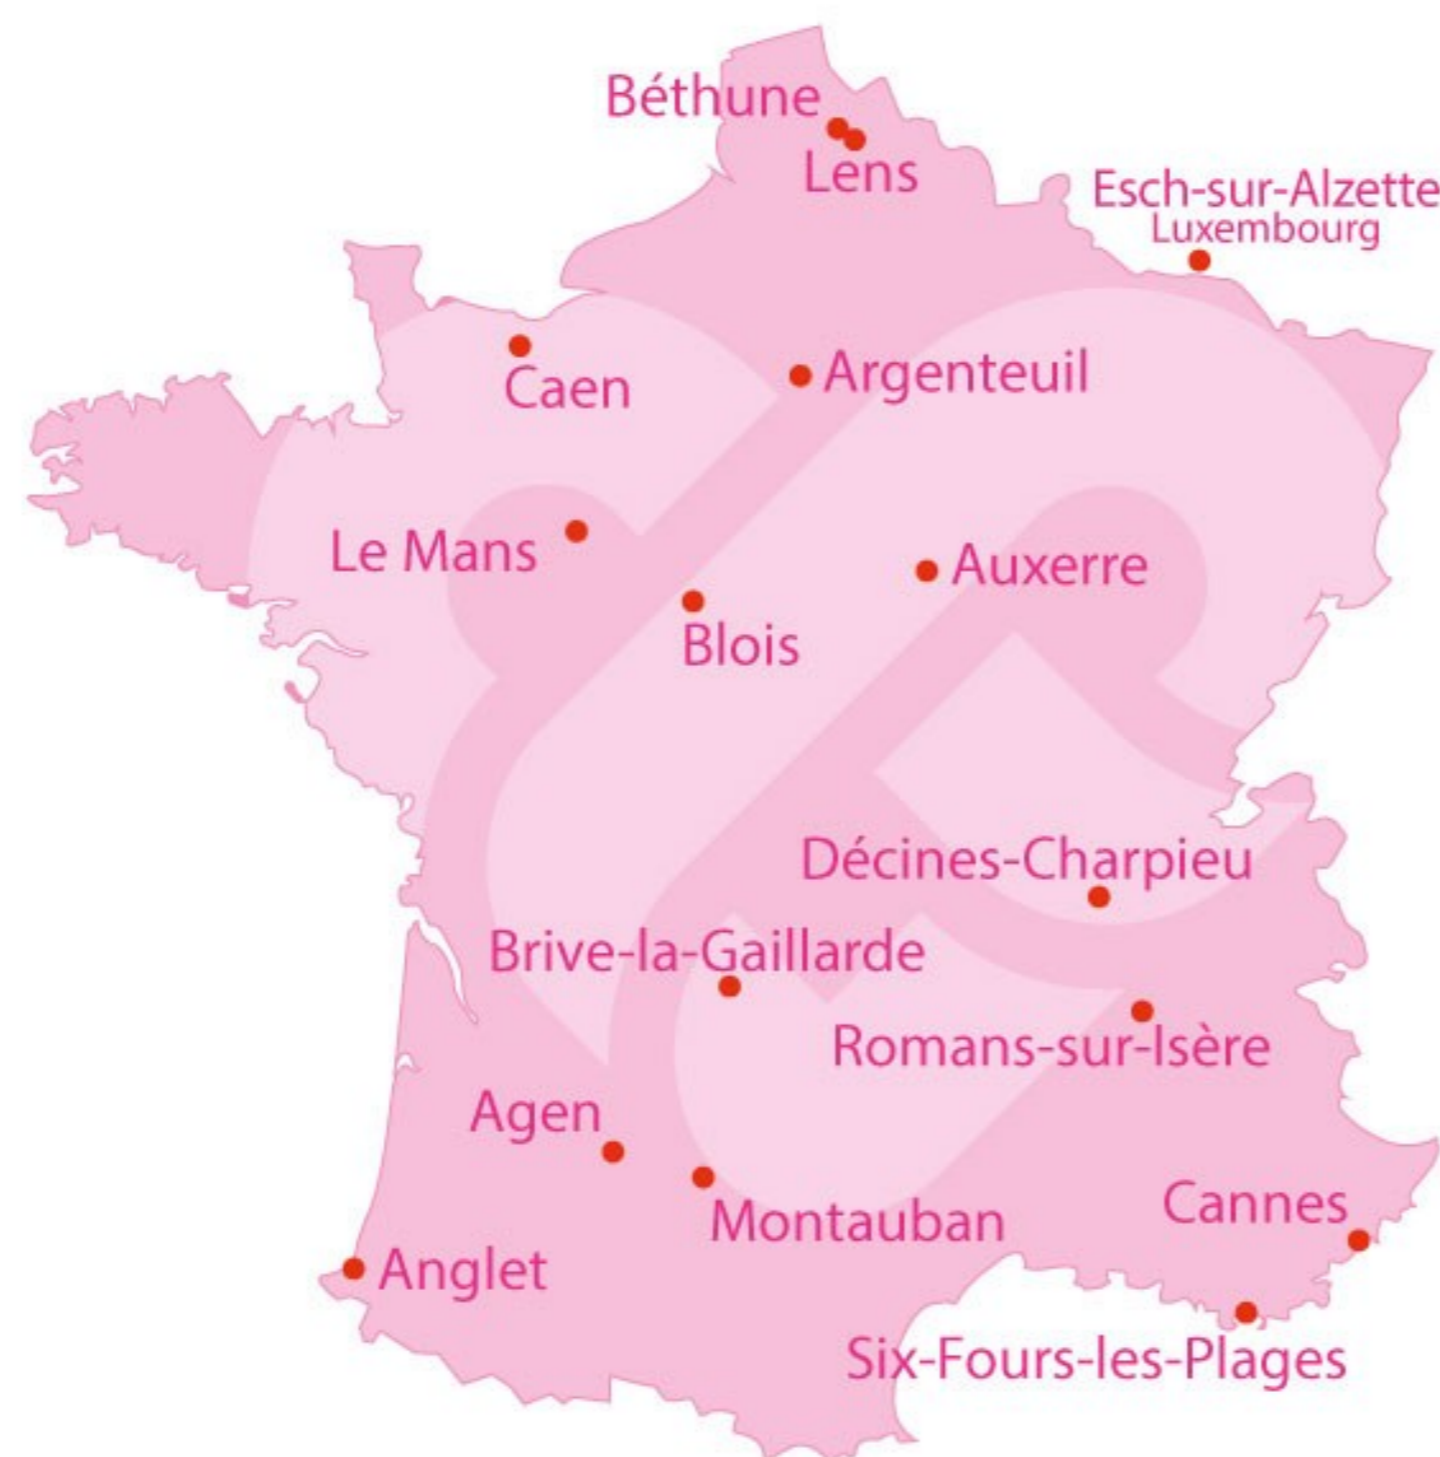 Béthune
Lens
Esch-sur-Alzette
Luxembourg
Caen
Argenteuil
Le Mans
Auxerre
Blois
Décines-Charpieu
Brive-la-Gaillarde
Romans-sur-Isère
Agen
Montauban
Cannes
Anglet
Six-Fours-les-Plages